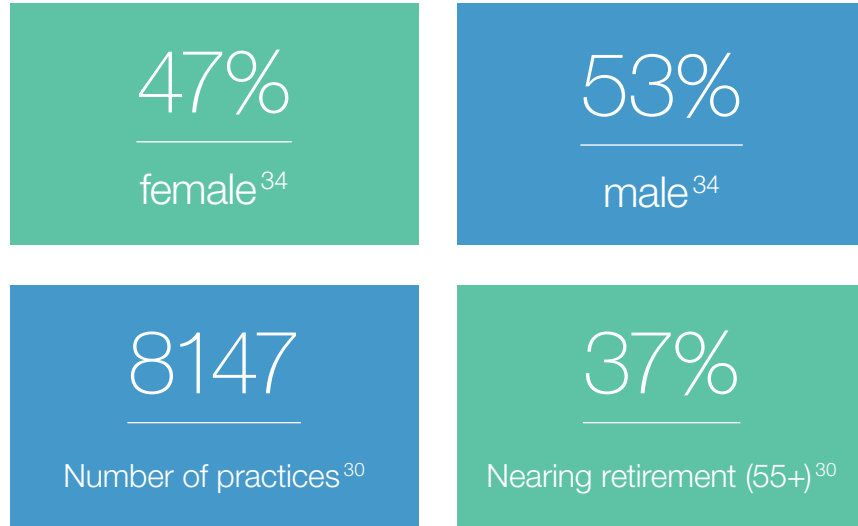 47%
female 34
53%
male 34
8147
Number of practices 30
37%
Nearing retirement (55+) 30